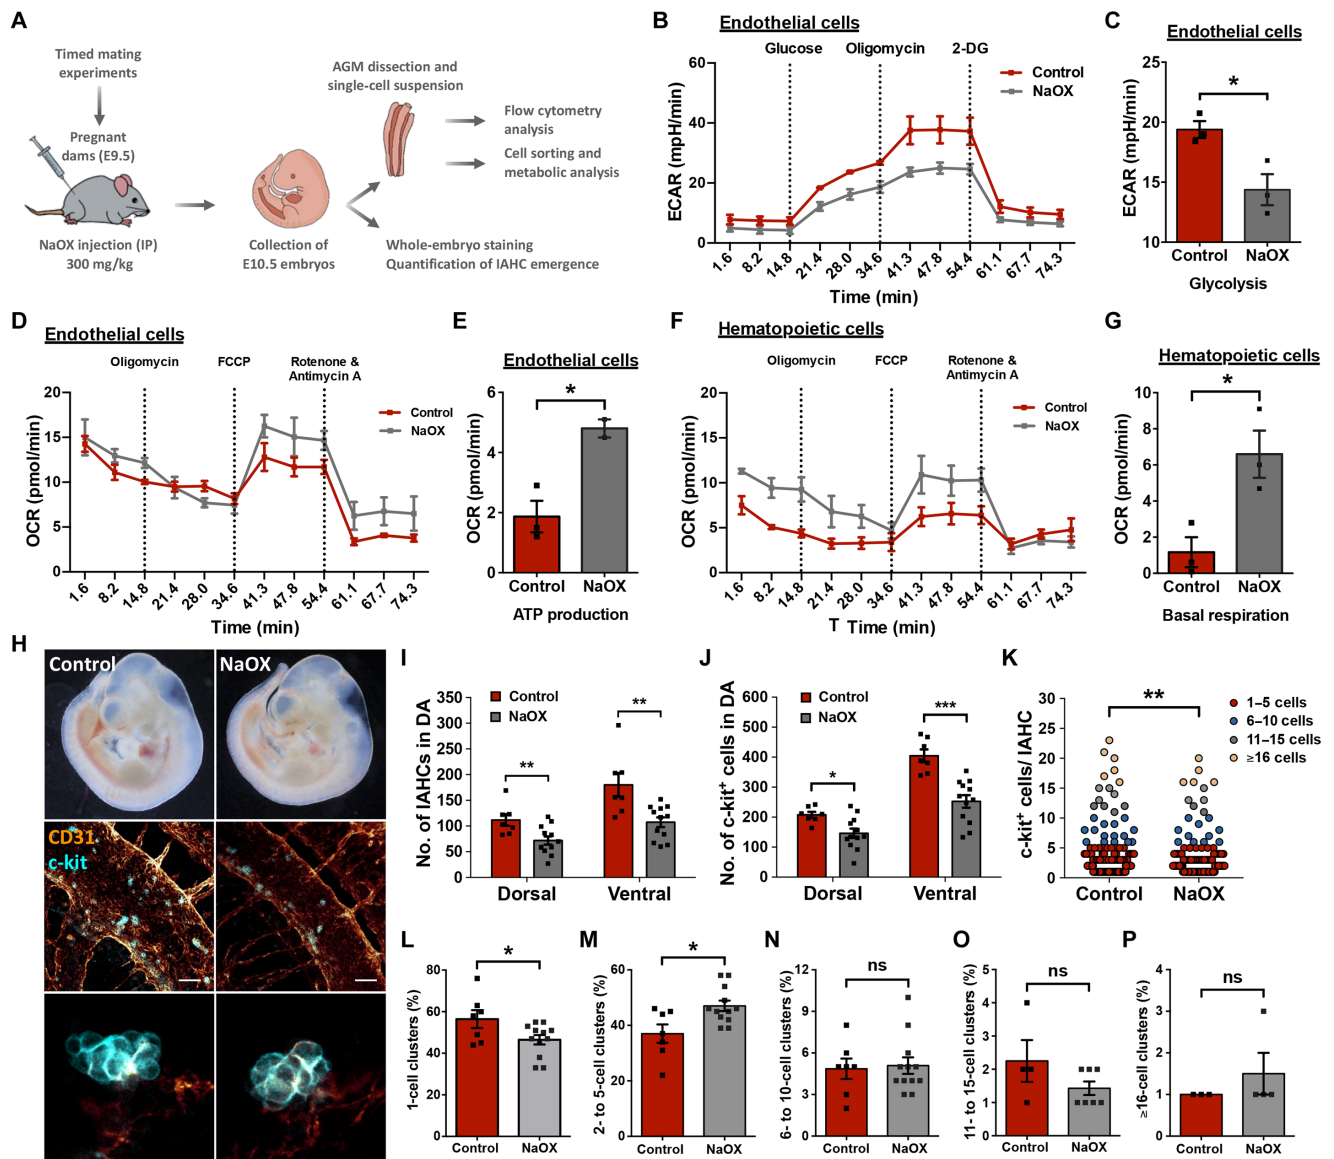 A
Timed mating
experiments
Pregnant
dams (E9.5)
NaOX injection (IP)
300 mg/kg
Collection of
E10.5 embryos
AGM dissection and
single-cell suspension
Flow cytometry
analysis
Cell sorting and
metabolic analysis
Whole-embryo staining
Quantification of IAHC emergence
B
Endothelial cells
Glucose Oligomycin 2-DG
Control
NaOX
ECAR (mpH/min)
60
40
20
0
1.6 8.2 14.8 21.4 28.0 34.6 41.3 47.8 54.4 61.1 67.7 74.3
Time (min)
C
Endothelial cells
*
ECAR (mpH/min)
25
20
15
10
Control NaOX
Glycolysis
D
Endothelial cells
Oligomycin FCCP Rotenone &
Antimycin A
Control
NaOX
OCR (pmol/min)
20
15
10
5
0
1.6 8.2 14.8 21.4 28.0 34.6 41.3 47.8 54.4 61.1 67.7 74.3
Time (min)
E
Endothelial cells
*
OCR (pmol/min)
6
4
2
0
Control NaOX
ATP production
F
Hematopoietic cells
Oligomycin FCCP Rotenone &
Antimycin A
Control
NaOX
OCR (pmol/min)
20
15
10
5
0
1.6 8.2 14.8 21.4 28.0 34.6 41.3 47.8 54.4 61.1 67.7 74.3
T Time (min)
G
Hematopoietic cells
*
OCR (pmol/min)
10
8
6
4
2
0
Control NaOX
Basal respiration
H
Control NaOX
CD31
c-kit
I
Control
NaOX
No. of IAHCs in DA
350
300
250
200
150
100
50
0
** **
Dorsal Ventral
J
Control
NaOX
No. of c-kit⁺ cells in DA
600
500
400
300
200
100
0
* ***
Dorsal Ventral
K
**
1–5 cells
6–10 cells
11–15 cells
≥16 cells
c-kit⁺ cells/ IAHC
30
25
20
15
10
5
0
Control NaOX
L
*
1-cell clusters (%)
80
60
40
20
0
Control NaOX
M
*
2- to 5-cell clusters (%)
60
40
20
0
Control NaOX
N
ns
6- to 10-cell clusters (%)
12
9
6
3
0
Control NaOX
O
ns
11- to 15-cell clusters (%)
5
4
3
2
1
0
Control NaOX
P
ns
≥16-cell clusters (%)
4
3
2
1
0
Control NaOX